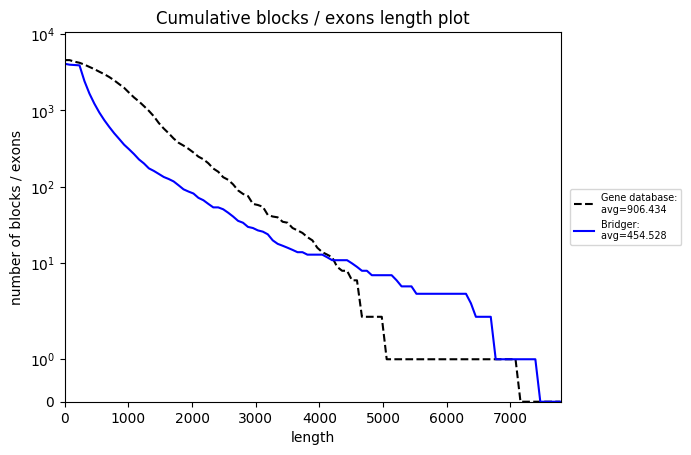 Cumulative blocks / exons length plot
number of blocks / exons
10^4
10^3
10^2
10^1
10^0
0
0 1000 2000 3000 4000 5000 6000 7000
length
Gene database:
avg=906.434
Bridger:
avg=454.528